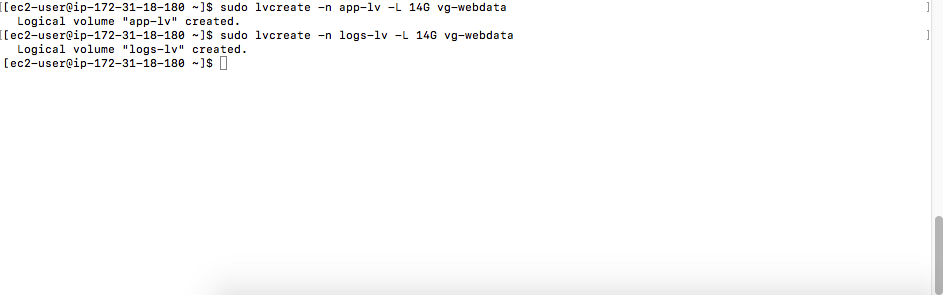 [[ec2-user@ip-172-31-18-180 ~]$ sudo lvcreate -n app-lv -L 14G vg-webdata ]
  Logical volume "app-lv" created.
[[ec2-user@ip-172-31-18-180 ~]$ sudo lvcreate -n logs-lv -L 14G vg-webdata ]
  Logical volume "logs-lv" created.
[ec2-user@ip-172-31-18-180 ~]$